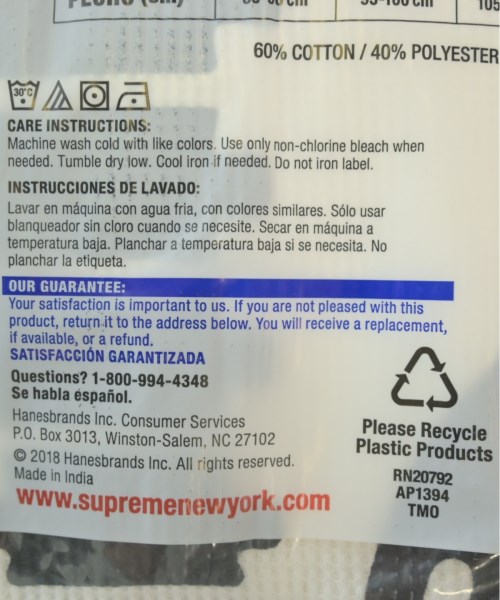 PECHO (cm)
105
60% COTTON / 40% POLYESTER
30°C
CARE INSTRUCTIONS:
Machine wash cold with like colors. Use only non-chlorine bleach when
needed. Tumble dry low. Cool iron if needed. Do not iron label.
INSTRUCCIONES DE LAVADO:
Lavar en máquina con agua fria, con colores similares. Sólo usar
blanqueador sin cloro cuando se necesite. Secar en máquina a
temperatura baja. Planchar a temperatura baja si se necesita. No
planchar la etiqueta.
OUR GUARANTEE:
Your satisfaction is important to us. If you are not pleased with this
product, return it to the address below. You will receive a replacement,
if available, or a refund.
SATISFACCIÓN GARANTIZADA
Questions? 1-800-994-4348
Se habla español.
Hanesbrands Inc. Consumer Services
P.O. Box 3013, Winston-Salem, NC 27102
© 2018 Hanesbrands Inc. All rights reserved.
Made in India
www.supremenewyork.com
Please Recycle
Plastic Products
RN20792
AP1394
TMO